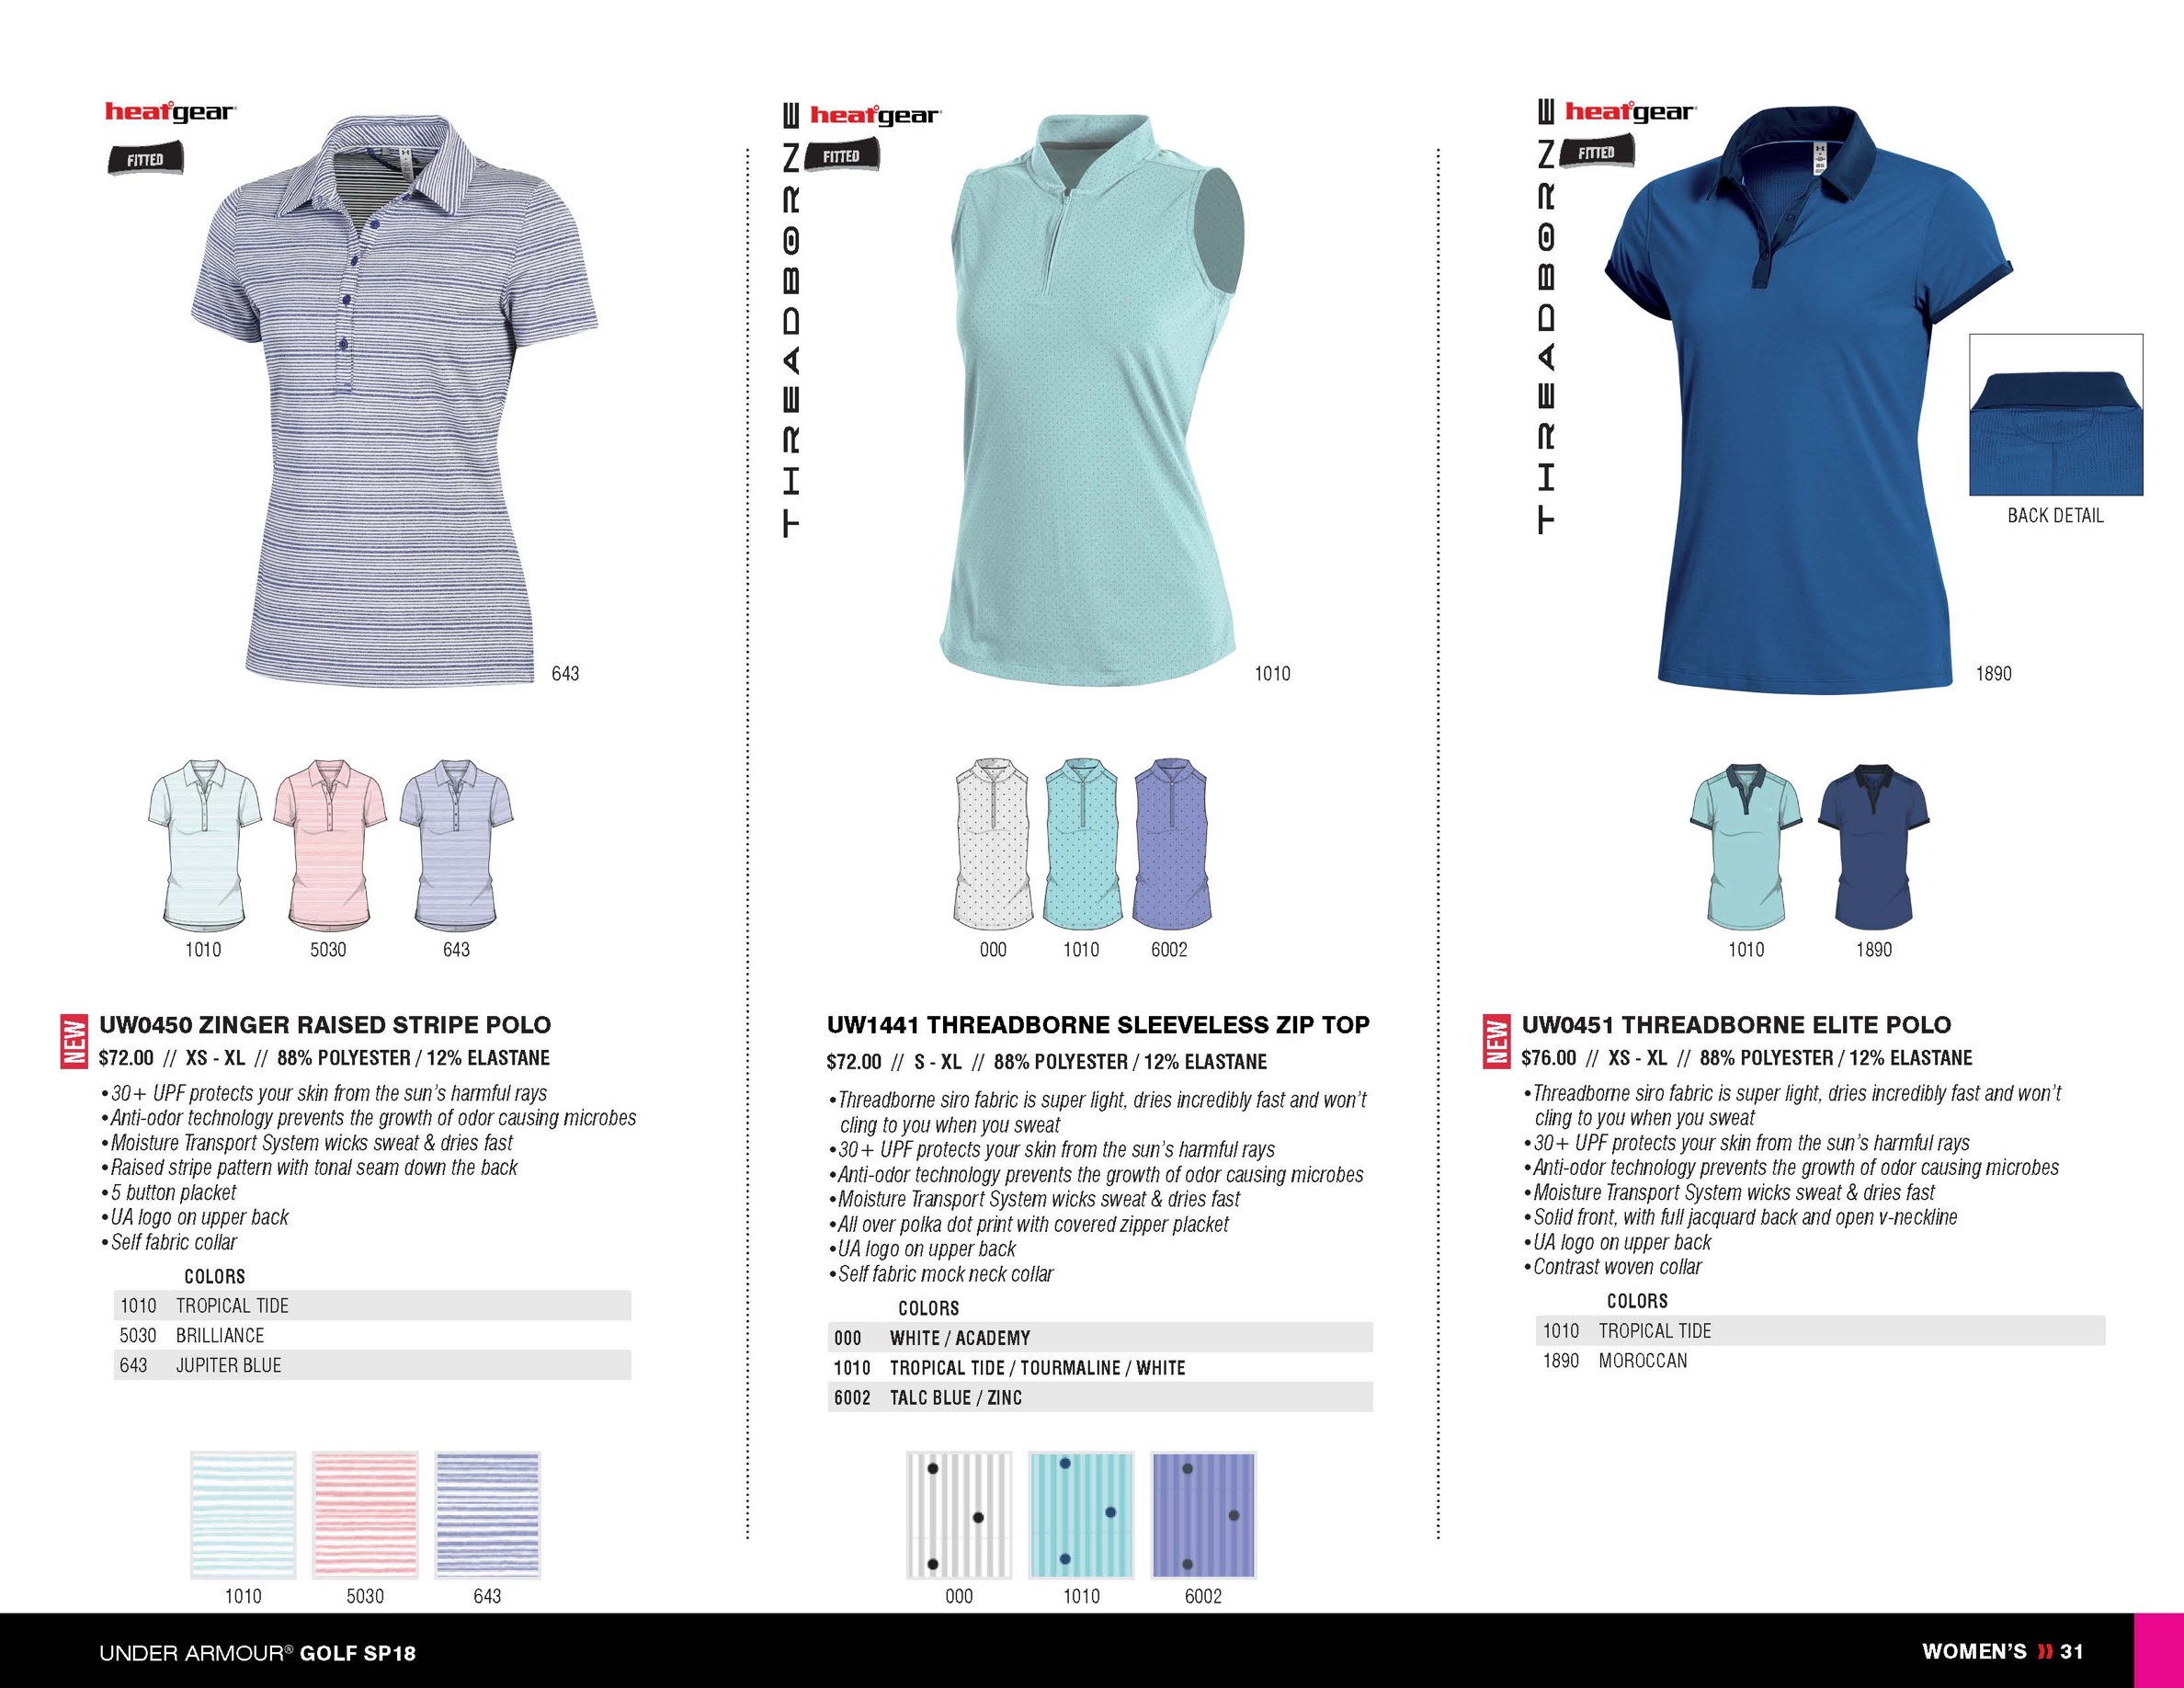 heatgear
FITTED
643
1010
5030
643
NEW
UW0450 ZINGER RAISED STRIPE POLO
$72.00 // XS - XL // 88% POLYESTER / 12% ELASTANE
•30+ UPF protects your skin from the sun's harmful rays
•Anti-odor technology prevents the growth of odor causing microbes
•Moisture Transport System wicks sweat & dries fast
•Raised stripe pattern with tonal seam down the back
•5 button placket
•UA logo on upper back
•Self fabric collar
COLORS
1010 TROPICAL TIDE
5030 BRILLIANCE
643 JUPITER BLUE
1010
5030
643
THREADBORNE
heatgear
FITTED
1010
000
1010
6002
UW1441 THREADBORNE SLEEVELESS ZIP TOP
$72.00 // S - XL // 88% POLYESTER / 12% ELASTANE
•Threadborne siro fabric is super light, dries incredibly fast and won't
cling to you when you sweat
•30+ UPF protects your skin from the sun's harmful rays
•Anti-odor technology prevents the growth of odor causing microbes
•Moisture Transport System wicks sweat & dries fast
•All over polka dot print with covered zipper placket
•UA logo on upper back
•Self fabric mock neck collar
COLORS
000 WHITE / ACADEMY
1010 TROPICAL TIDE / TOURMALINE / WHITE
6002 TALC BLUE / ZINC
000
1010
6002
THREADBORNE
heatgear
FITTED
BACK DETAIL
1890
1010
1890
NEW
UW0451 THREADBORNE ELITE POLO
$76.00 // XS - XL // 88% POLYESTER / 12% ELASTANE
•Threadborne siro fabric is super light, dries incredibly fast and won't
cling to you when you sweat
•30+ UPF protects your skin from the sun's harmful rays
•Anti-odor technology prevents the growth of odor causing microbes
•Moisture Transport System wicks sweat & dries fast
•Solid front, with full jacquard back and open v-neckline
•UA logo on upper back
•Contrast woven collar
COLORS
1010 TROPICAL TIDE
1890 MOROCCAN
UNDER ARMOUR® GOLF SP18
WOMEN'S 31